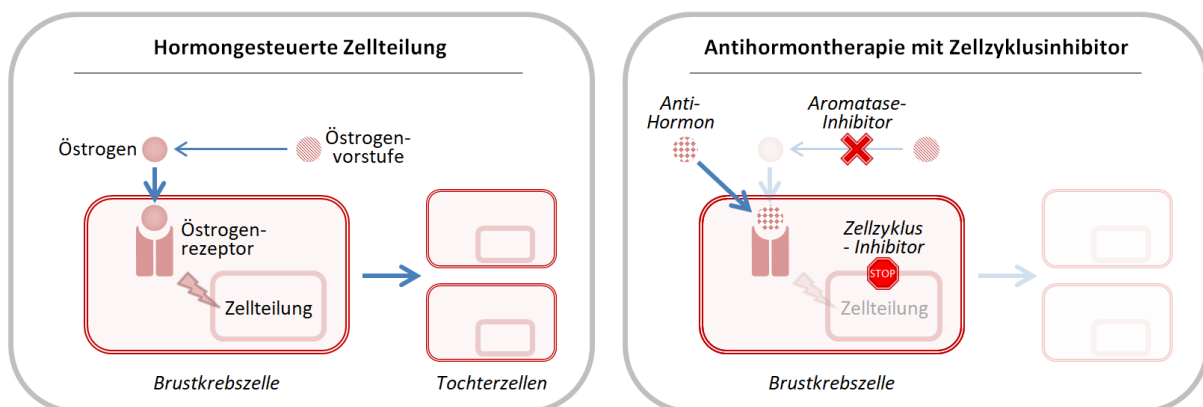 Hormongesteuerte Zellteilung
Östrogen
Östrogen-
vorstufe
Östrogen-
rezeptor
Zellteilung
Brustkrebszelle
Tochterzellen
Antihormontherapie mit Zellzyklusinhibitor
Anti-
Hormon
Aromatase-
Inhibitor
Zellzyklus
- Inhibitor
STOP
Zellteilung
Brustkrebszelle